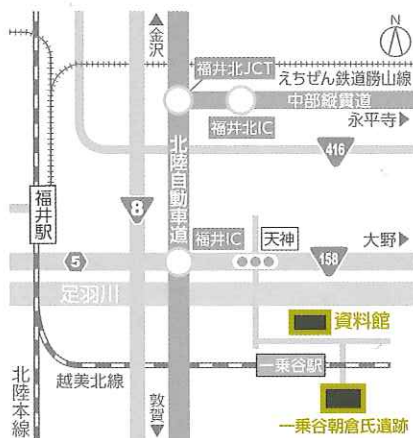 金沢
N
福井北JCT
えちぜん鉄道勝山線
中部縦貫道
福井北IC
永平寺
416
北陸自動車道
福井駅
8
福井IC
天神
大野
5
158
足羽川
資料館
一乗谷駅
越美北線
北陸本線
敦賀
一乗谷朝倉氏遺跡